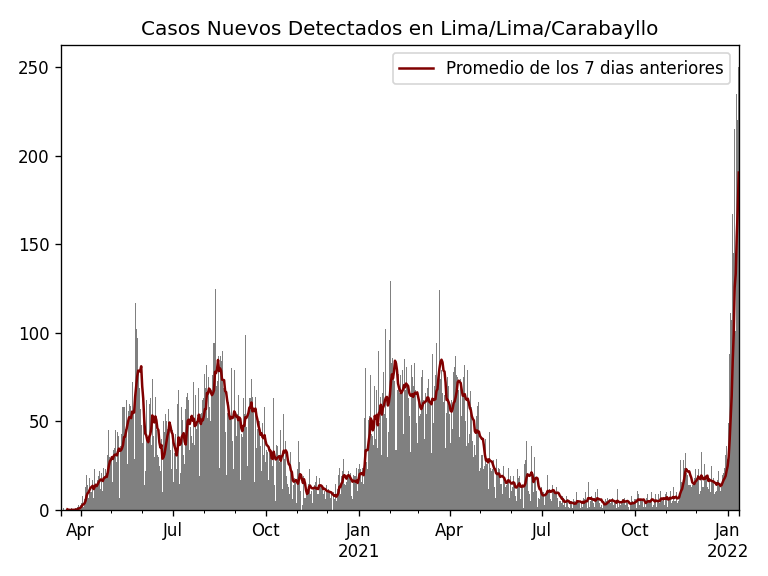 Casos Nuevos Detectados en Lima/Lima/Carabayllo
Promedio de los 7 dias anteriores
250
200
150
100
50
0
Apr Jul Oct Jan Apr Jul Oct Jan
2021 2022